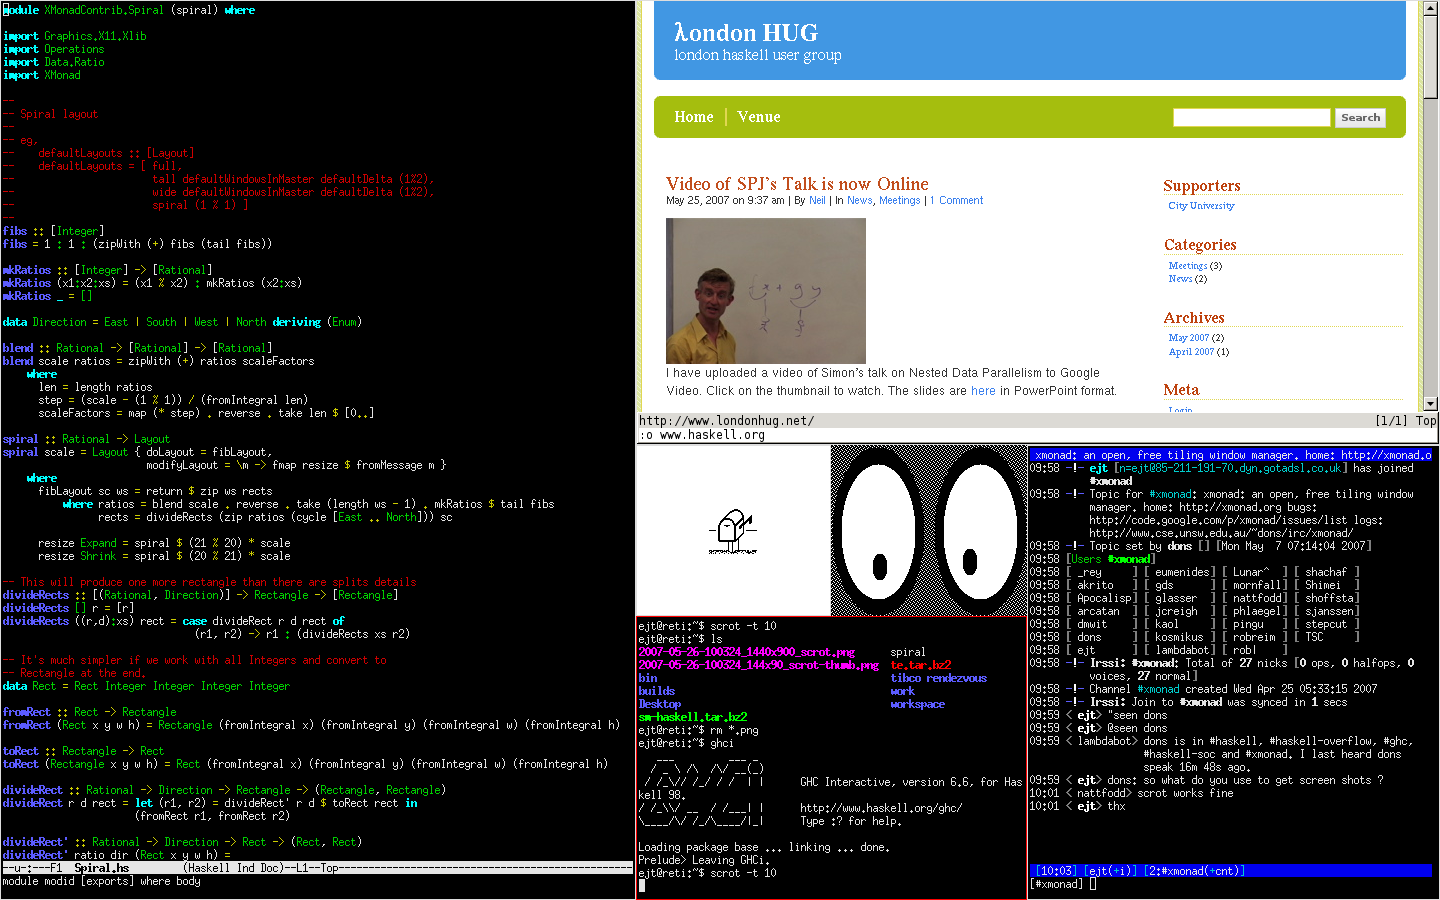 module XMonadContrib.Spiral (spiral) where
import Graphics.X11.Xlib
import Operations
import Data.Ratio
import XMonad
--
-- Spiral layout
--
-- eg,
--     defaultLayouts :: [Layout]
--     defaultLayouts = [ full,
--                        tall defaultWindowsInMaster defaultDelta (1%2),
--                        wide defaultWindowsInMaster defaultDelta (1%2),
--                        spiral (1 % 1) ]
--
fibs :: [Integer]
fibs = 1 : 1 : (zipWith (+) fibs (tail fibs))
mkRatios :: [Integer] -> [Rational]
mkRatios (x1:x2:xs) = (x1 % x2) : mkRatios (x2:xs)
mkRatios _ = []
data Direction = East | South | West | North deriving (Enum)
blend :: Rational -> [Rational] -> [Rational]
blend scale ratios = zipWith (+) ratios scaleFactors
    where
      len = length ratios
      step = (scale - (1 % 1)) / (fromIntegral len)
      scaleFactors = map (* step) . reverse . take len $ [0..]
spiral :: Rational -> Layout
spiral scale = Layout { doLayout = fibLayout,
                        modifyLayout = \m -> fmap resize $ fromMessage m }
    where
      fibLayout sc ws = return $ zip ws rects
          where ratios = blend scale . reverse . take (length ws - 1) . mkRatios $ tail fibs
                rects = divideRects (zip ratios (cycle [East .. North])) sc
      resize Expand = spiral $ (21 % 20) * scale
      resize Shrink = spiral $ (20 % 21) * scale
-- This will produce one more rectangle than there are splits details
divideRects :: [(Rational, Direction)] -> Rectangle -> [Rectangle]
divideRects [] r = [r]
divideRects ((r,d):xs) rect = case divideRect r d rect of
                                (r1, r2) -> r1 : (divideRects xs r2)
-- It's much simpler if we work with all Integers and convert to
-- Rectangle at the end.
data Rect = Rect Integer Integer Integer Integer
fromRect :: Rect -> Rectangle
fromRect (Rect x y w h) = Rectangle (fromIntegral x) (fromIntegral y) (fromIntegral w) (fromIntegral h)
toRect :: Rectangle -> Rect
toRect (Rectangle x y w h) = Rect (fromIntegral x) (fromIntegral y) (fromIntegral w) (fromIntegral h)
divideRect :: Rational -> Direction -> Rectangle -> (Rectangle, Rectangle)
divideRect r d rect = let (r1, r2) = divideRect' r d $ toRect rect in
                      (fromRect r1, fromRect r2)
divideRect' :: Rational -> Direction -> Rect -> (Rect, Rect)
divideRect' ratio dir (Rect x y w h) =
--u-:---F1  Spiral.hs         (Haskell Ind Doc)--L1--Top-------------------------------------------------
module modid [exports] where body
λondon HUG
london haskell user group
Home | Venue
Search
Video of SPJ's Talk is now Online
May 25, 2007 on 9:37 am | By Neil | In News, Meetings | 1 Comment
I have uploaded a video of Simon's talk on Nested Data Parallelism to Google
Video. Click on the thumbnail to watch. The slides are here in PowerPoint format.
Supporters
City University
Categories
Meetings (3)
News (2)
Archives
May 2007 (2)
April 2007 (1)
Meta
Login
http://www.londonhug.net/ [1/1] Top
:o www.haskell.org
ejt@reti:~$ scrot -t 10
ejt@reti:~$ ls
2007-05-26-100324_1440x900_scrot.png spiral
2007-05-26-100324_144x90_scrot-thumb.png te.tar.bz2
bin tibco rendezvous
builds work
Desktop workspace
sm-haskell.tar.bz2
ejt@reti:~$ rm *.png
ejt@reti:~$ ghci
GHC Interactive, version 6.6, for Has
kell 98.
http://www.haskell.org/ghc/
Type :? for help.
Loading package base ... linking ... done.
Prelude> Leaving GHCi.
ejt@reti:~$ scrot -t 10
xmonad: an open, free tiling window manager. home: http://xmonad.o
09:58 -!- ejt [n=ejt@85-211-191-70.dyn.gotadsl.co.uk] has joined
#xmonad
09:58 -!- Topic for #xmonad: xmonad: an open, free tiling window
manager. home: http://xmonad.org bugs:
http://code.google.com/p/xmonad/issues/list logs:
http://www.cse.unsw.edu.au/~dons/irc/xmonad/
09:58 -!- Topic set by dons [] [Mon May  7 07:14:04 2007]
09:58 [Users #xmonad]
09:58 [ _rey     ] [ eumenides] [ Lunar^  ] [ shachaf  ]
09:58 [ akrito   ] [ gds      ] [ mornfall] [ Shimei   ]
09:58 [ Apocalisp] [ glasser  ] [ nattfodd] [ shoffsta]
09:58 [ arcatan  ] [ jcreigh  ] [ phlaegel] [ sjanssen]
09:58 [ dmwit    ] [ kaol     ] [ pingu   ] [ stepcut  ]
09:58 [ dons     ] [ kosmikus ] [ robreim ] [ TSC      ]
09:58 [ ejt      ] [ lambdabot] [ rob|    ]
09:58 -!- Irssi: #xmonad: Total of 27 nicks [0 ops, 0 halfops, 0
voices, 27 normal]
09:58 -!- Channel #xmonad created Wed Apr 25 05:33:15 2007
09:58 -!- Irssi: Join to #xmonad was synced in 1 secs
09:59 < ejt> "seen dons
09:59 < ejt> @seen dons
09:59 < lambdabot> dons is in #haskell, #haskell-overflow, #ghc,
#haskell-soc and #xmonad. I last heard dons
speak 16m 48s ago.
09:59 < ejt> dons: so what do you use to get screen shots ?
10:01 < nattfodd> scrot works fine
10:01 < ejt> thx
[10:03] [ejt(+i)] [2:#xmonad(+cnt)]
[#xmonad]